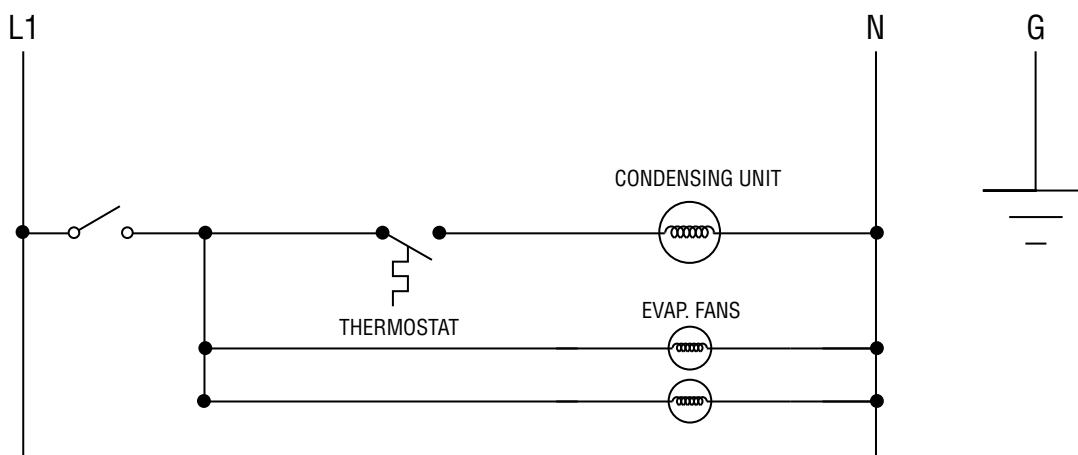 L1
N
G
CONDENSING UNIT
THERMOSTAT
EVAP. FANS